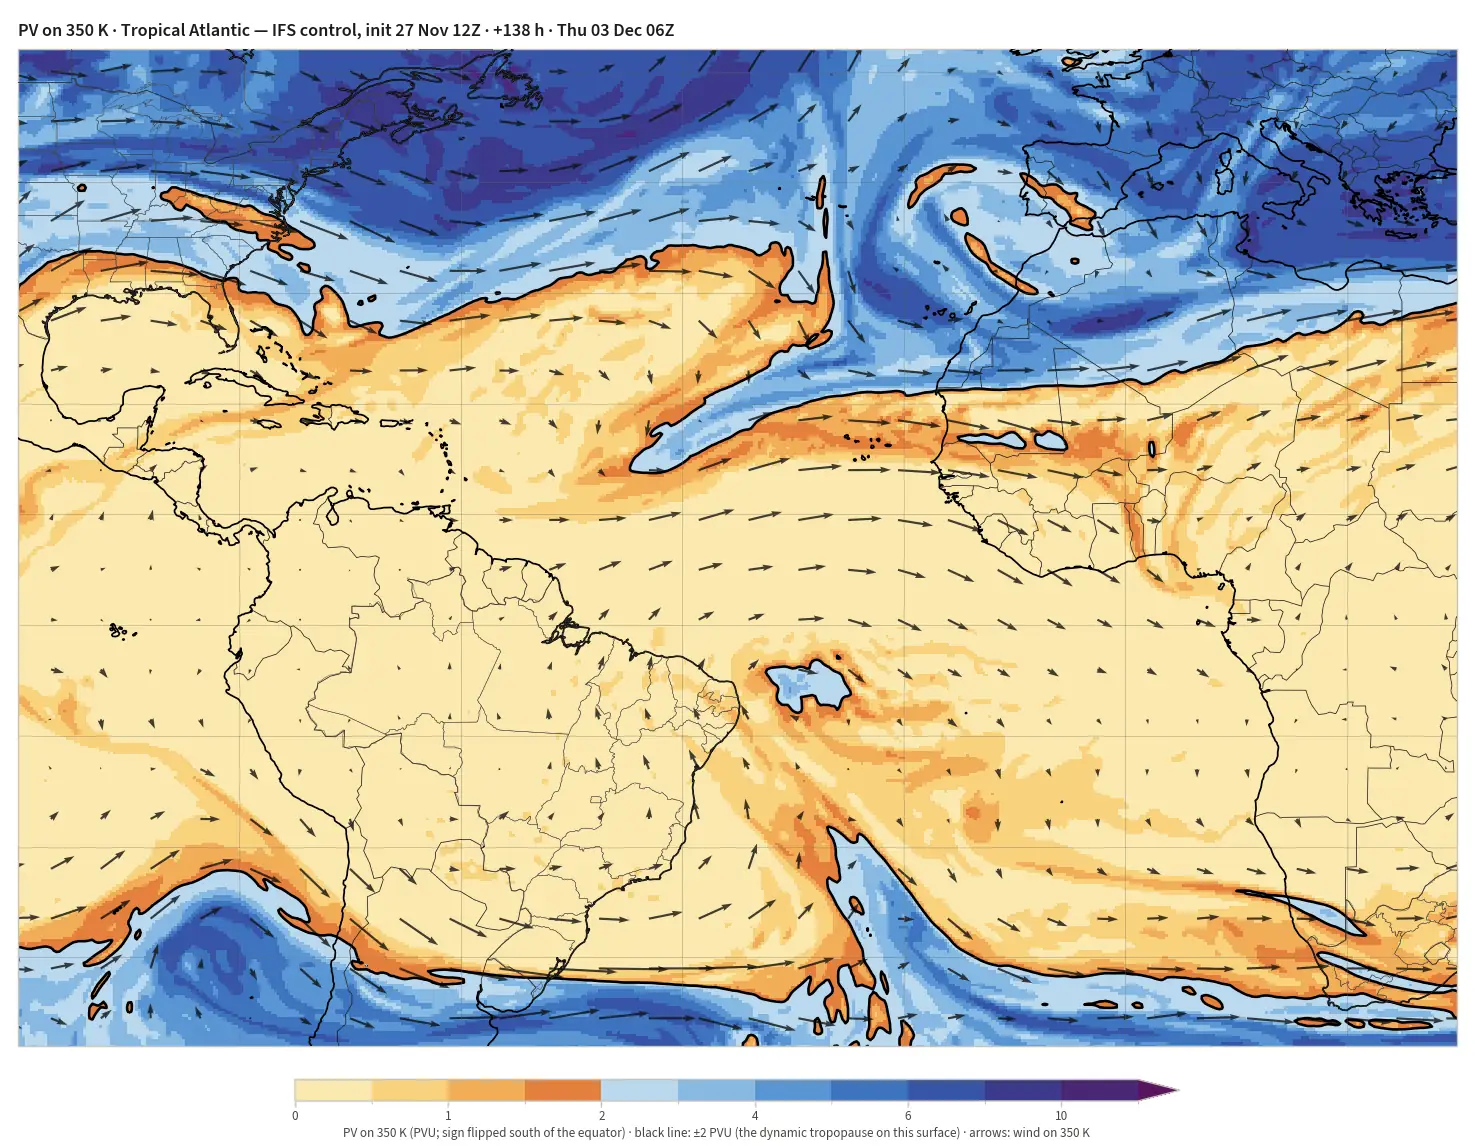 PV on 350 K · Tropical Atlantic — IFS control, init 27 Nov 12Z · +138 h · Thu 03 Dec 06Z
0 1 2 4 6 10
PV on 350 K (PVU; sign flipped south of the equator) · black line: ±2 PVU (the dynamic tropopause on this surface) · arrows: wind on 350 K